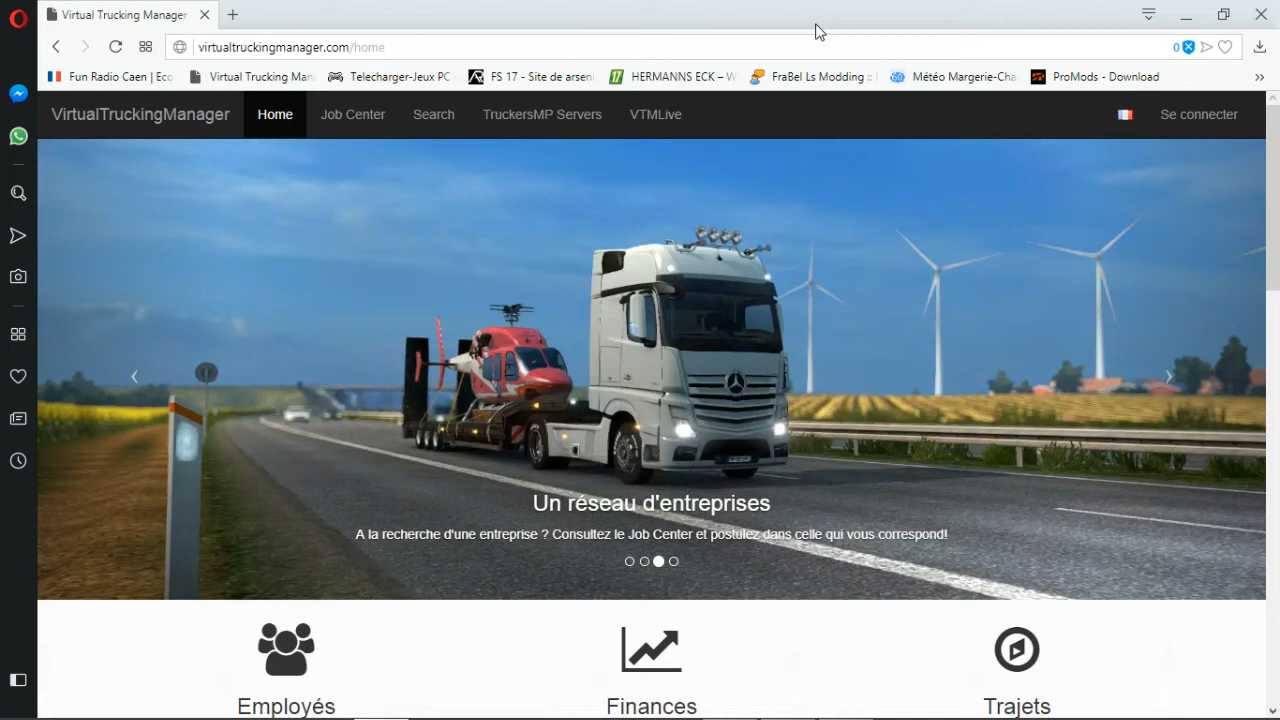 Virtual Trucking Manager
virtualtruckingmanager.com/home
0
Fun Radio Caen | Eco
Virtual Trucking Man
Telecharger-Jeux PC
FS 17 - Site de arseni
17
HERMANNS ECK – W
FraBel Ls Modding ::
60
Météo Margerie-Cha
ProMods - Download
VirtualTruckingManager
Home
Job Center
Search
TruckersMP Servers
VTMLive
Se connecter
Un réseau d'entreprises
A la recherche d'une entreprise ? Consultez le Job Center et postulez dans celle qui vous correspond!
Employés
Finances
Trajets